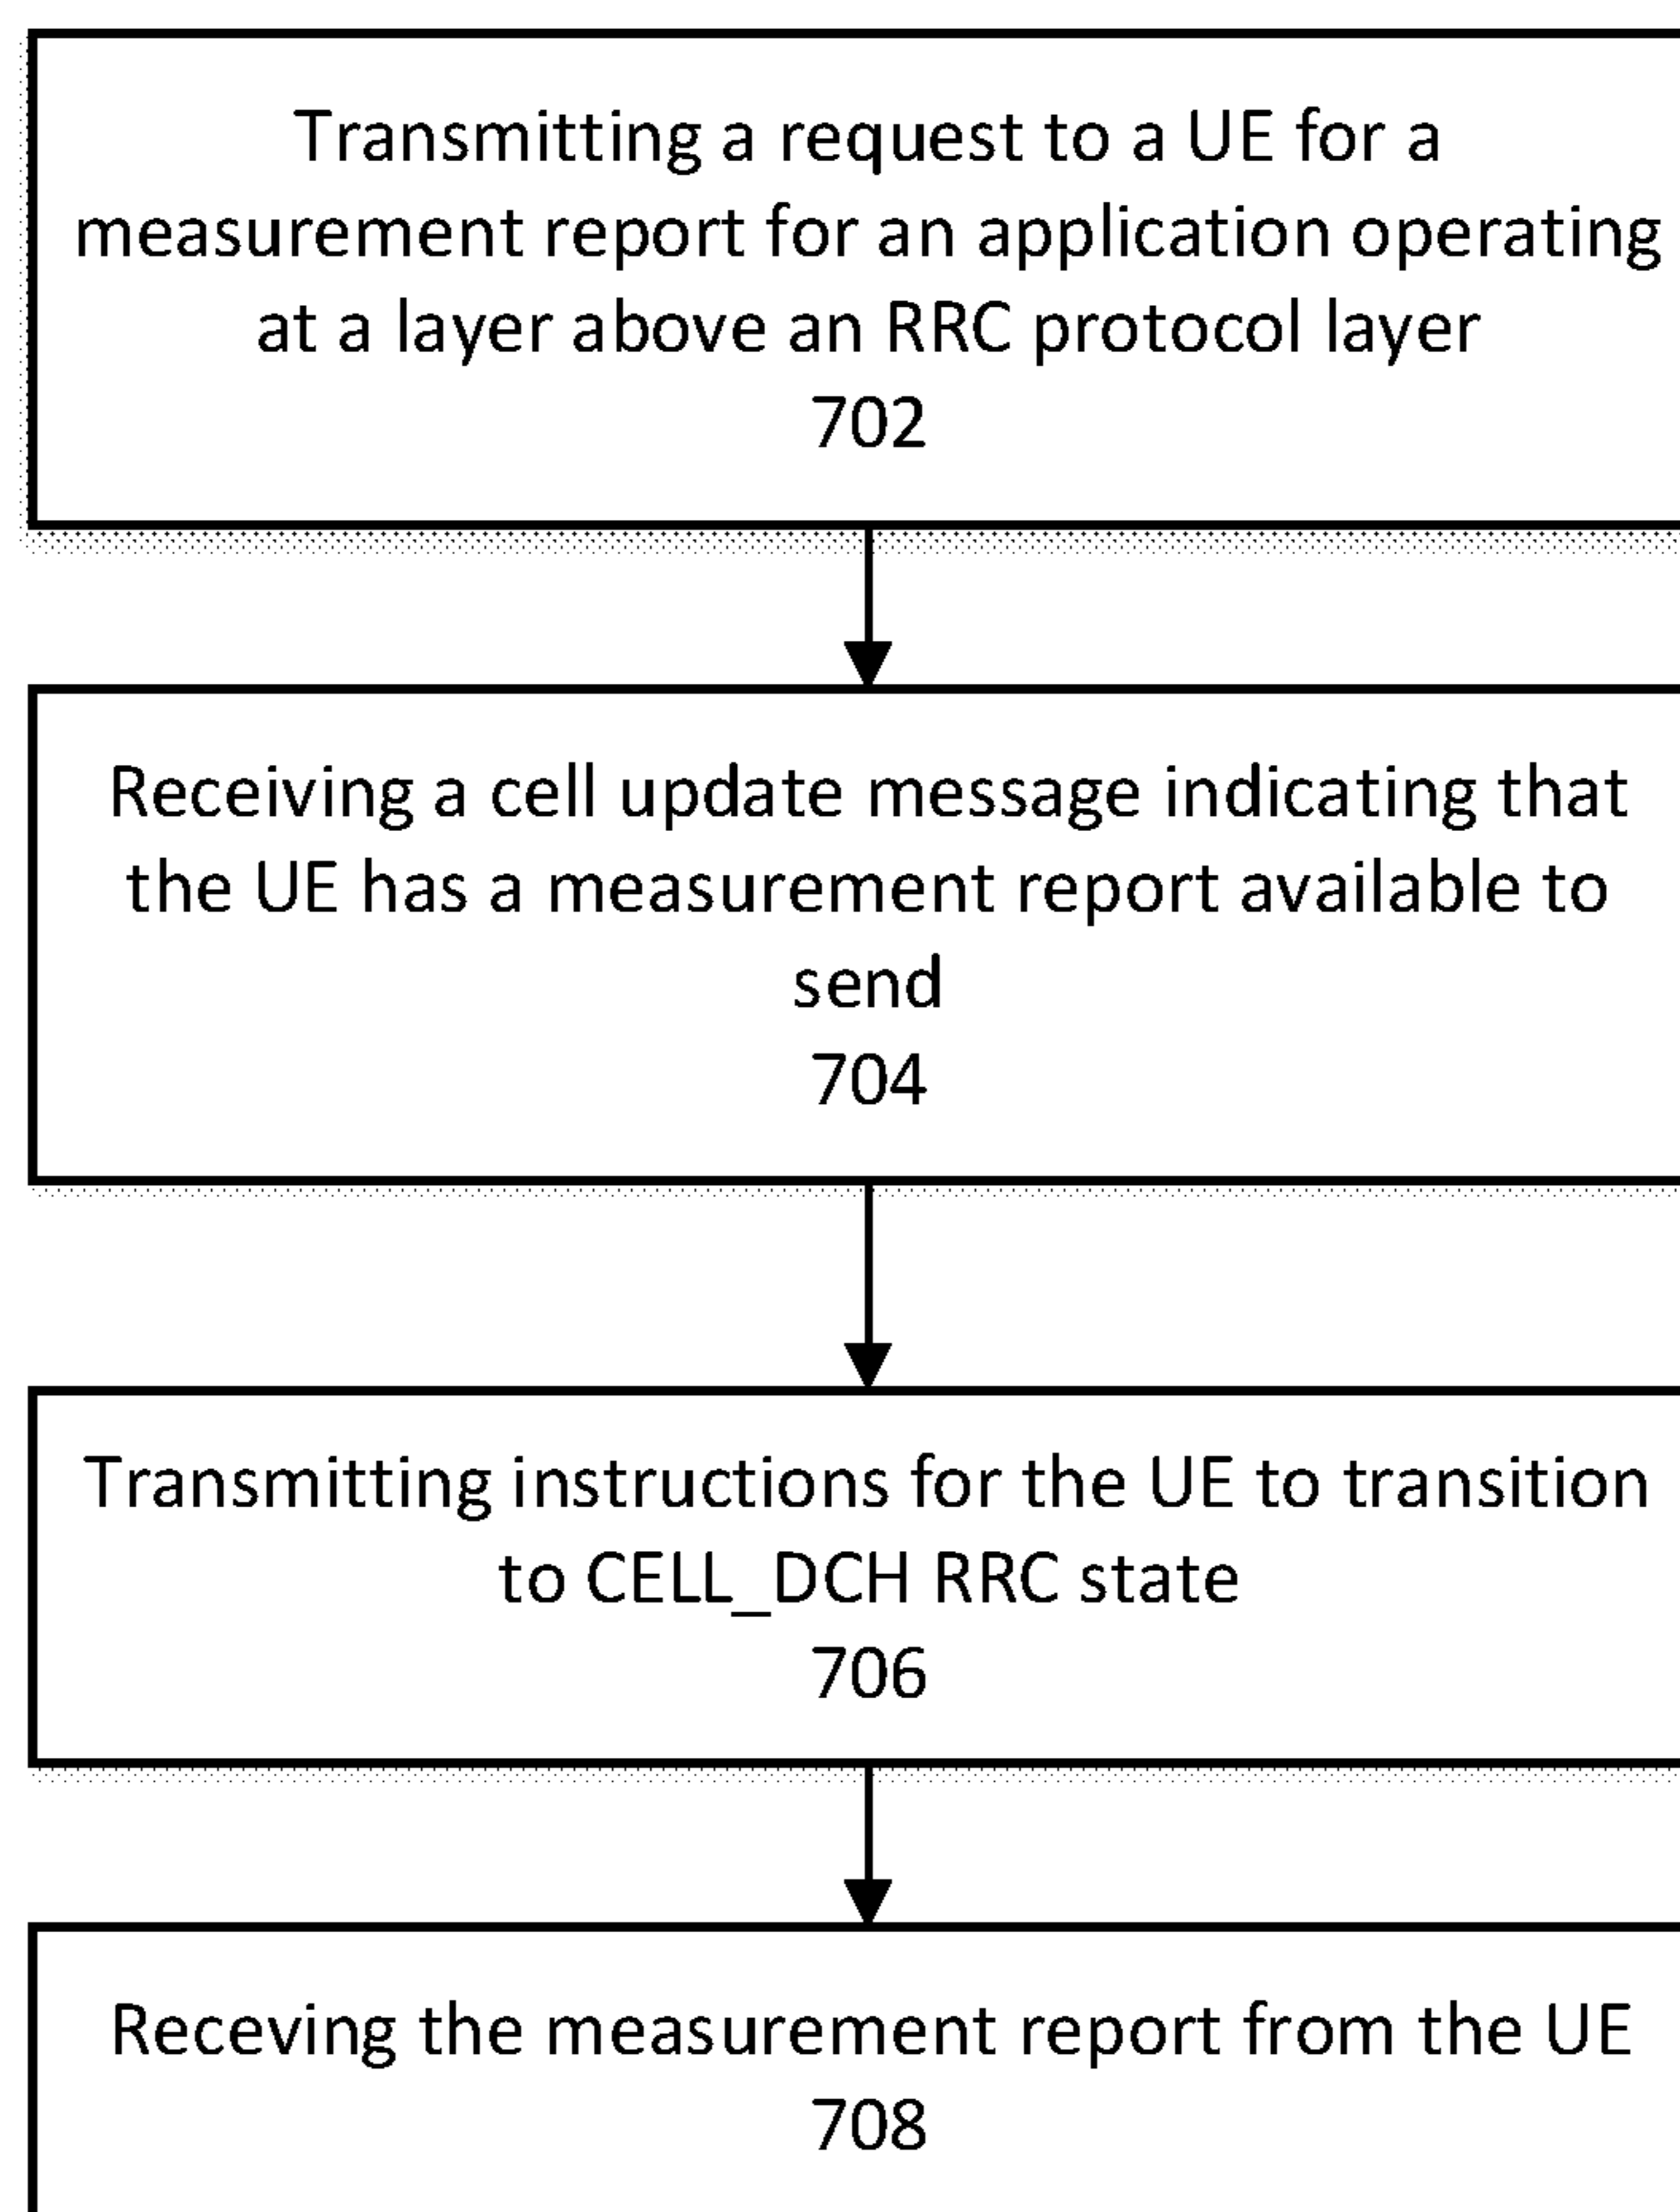 Transmitting a request to a UE for a
measurement report for an application operating
at a layer above an RRC protocol layer
702
Receiving a cell update message indicating that
the UE has a measurement report available to
send
704
Transmitting instructions for the UE to transition
to CELL_DCH RRC state
706
Receving the measurement report from the UE
708